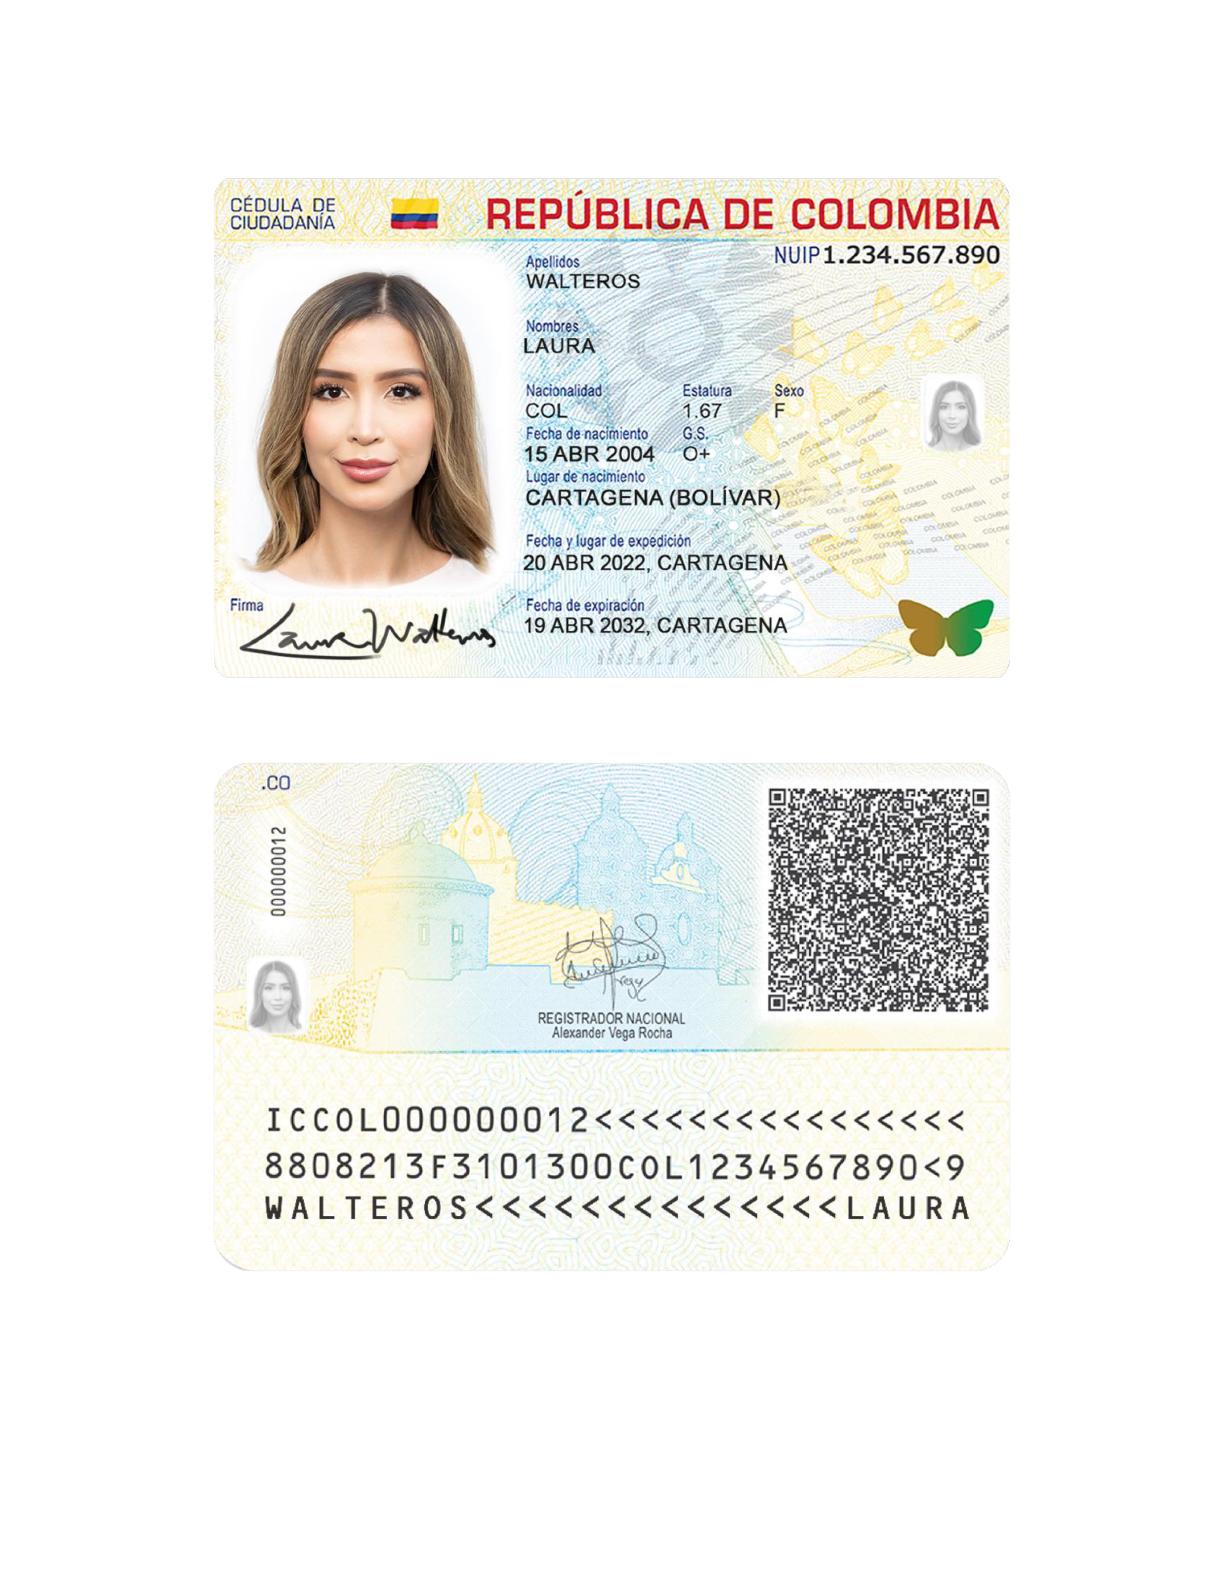 CÉDULA DE
CIUDADANÍA
REPÚBLICA DE COLOMBIA
NUIP 1.234.567.890
Apellidos
WALTEROS
Nombres
LAURA
Nacionalidad Estatura Sexo
COL 1.67 F
Fecha de nacimiento G.S.
15 ABR 2004 O+
Lugar de nacimiento
CARTAGENA (BOLÍVAR)
Fecha y lugar de expedición
20 ABR 2022, CARTAGENA
Fecha de expiración
19 ABR 2032, CARTAGENA
Firma
Laura Walteros
.CO
000000012
REGISTRADOR NACIONAL
Alexander Vega Rocha
ICCOL000000012<<<<<<<<<<<<<<<<
8808213F3101300COL1234567890<9
WALTEROS<<<<<<<<<<<<<<LAURA